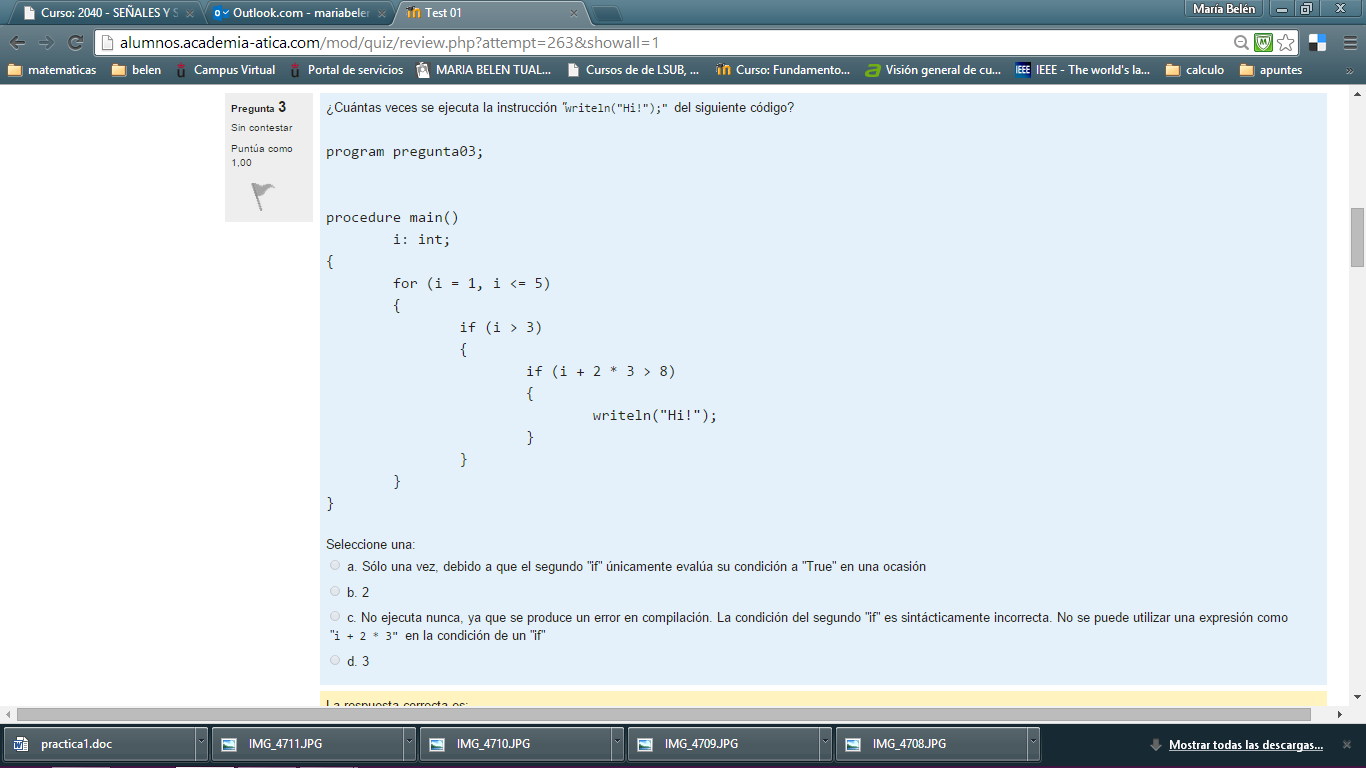 Curso: 2040 - SEÑALES Y S
Outlook.com - mariabeler
Test 01
María Belén
alumnos.academia-atica.com/mod/quiz/review.php?attempt=263&showall=1
matematicas
belen
Campus Virtual
Portal de servicios
MARIA BELEN TUAL...
Cursos de de LSUB, ...
Curso: Fundamento...
Visión general de cu...
IEEE
IEEE - The world's la...
calculo
apuntes
»
Pregunta 3
Sin contestar
Puntúa como
1,00
¿Cuántas veces se ejecuta la instrucción "writeln("Hi!");" del siguiente código?
program pregunta03;
procedure main()
i: int;
{
for (i = 1, i <= 5)
{
if (i > 3)
{
if (i + 2 * 3 > 8)
{
writeln("Hi!");
}
}
}
}
Seleccione una:
a. Sólo una vez, debido a que el segundo "if" únicamente evalúa su condición a "True" en una ocasión
b. 2
c. No ejecuta nunca, ya que se produce un error en compilación. La condición del segundo "if" es sintácticamente incorrecta. No se puede utilizar una expresión como
"i + 2 * 3" en la condición de un "if"
d. 3
La respuesta correcta es:
practica1.doc
IMG_4711.JPG
IMG_4710.JPG
IMG_4709.JPG
IMG_4708.JPG
Mostrar todas las descargas...